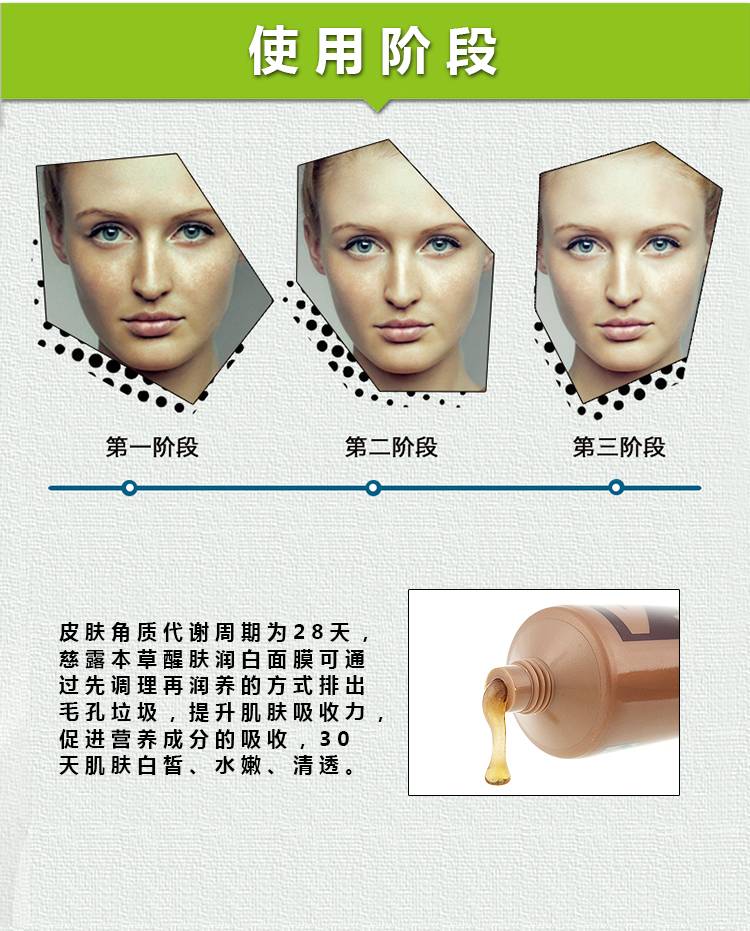 使用阶段
第一阶段 第二阶段 第三阶段
皮肤角质代谢周期为28天，
慈露本草醒肤润白面膜可通
过先调理再润养的方式排出
毛孔垃圾，提升肌肤吸收力，
促进营养成分的吸收，30
天肌肤白皙、水嫩、清透。